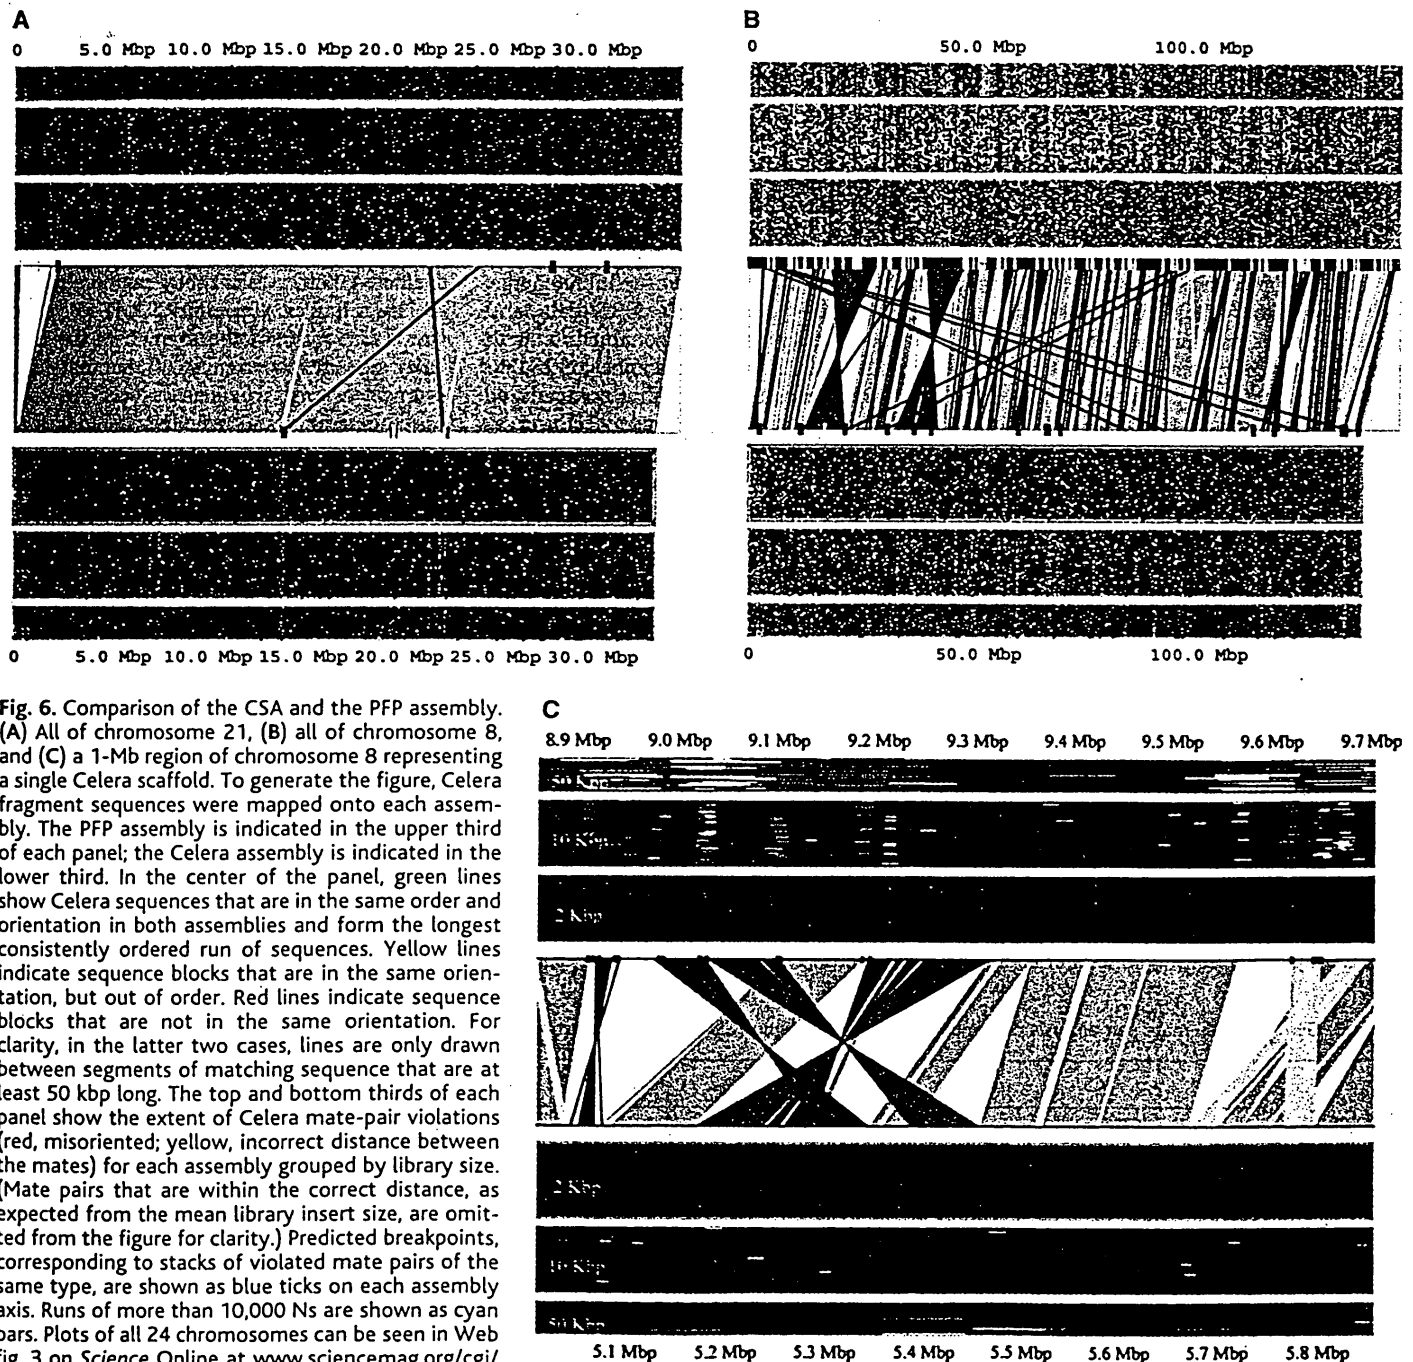 A
0 5.0 Mbp 10.0 Mbp 15.0 Mbp 20.0 Mbp 25.0 Mbp 30.0 Mbp
0 5.0 Mbp 10.0 Mbp 15.0 Mbp 20.0 Mbp 25.0 Mbp 30.0 Mbp
B
0 50.0 Mbp 100.0 Mbp
0 50.0 Mbp 100.0 Mbp
Fig. 6. Comparison of the CSA and the PFP assembly.
(A) All of chromosome 21, (B) all of chromosome 8,
and (C) a 1-Mb region of chromosome 8 representing
a single Celera scaffold. To generate the figure, Celera
fragment sequences were mapped onto each assem-
bly. The PFP assembly is indicated in the upper third
of each panel; the Celera assembly is indicated in the
lower third. In the center of the panel, green lines
show Celera sequences that are in the same order and
orientation in both assemblies and form the longest
consistently ordered run of sequences. Yellow lines
indicate sequence blocks that are in the same orien-
tation, but out of order. Red lines indicate sequence
blocks that are not in the same orientation. For
clarity, in the latter two cases, lines are only drawn
between segments of matching sequence that are at
least 50 kbp long. The top and bottom thirds of each
panel show the extent of Celera mate-pair violations
(red, misoriented; yellow, incorrect distance between
the mates) for each assembly grouped by library size.
(Mate pairs that are within the correct distance, as
expected from the mean library insert size, are omit-
ted from the figure for clarity.) Predicted breakpoints,
corresponding to stacks of violated mate pairs of the
same type, are shown as blue ticks on each assembly
axis. Runs of more than 10,000 Ns are shown as cyan
bars. Plots of all 24 chromosomes can be seen in Web
fig. 3 on Science Online at www.sciencemag.org/cgi/
C
8.9 Mbp 9.0 Mbp 9.1 Mbp 9.2 Mbp 9.3 Mbp 9.4 Mbp 9.5 Mbp 9.6 Mbp 9.7 Mbp
50 Kbp
10 Kbp
2 Kbp
2 Kbp
10 Kbp
50 Kbp
5.1 Mbp 5.2 Mbp 5.3 Mbp 5.4 Mbp 5.5 Mbp 5.6 Mbp 5.7 Mbp 5.8 Mbp